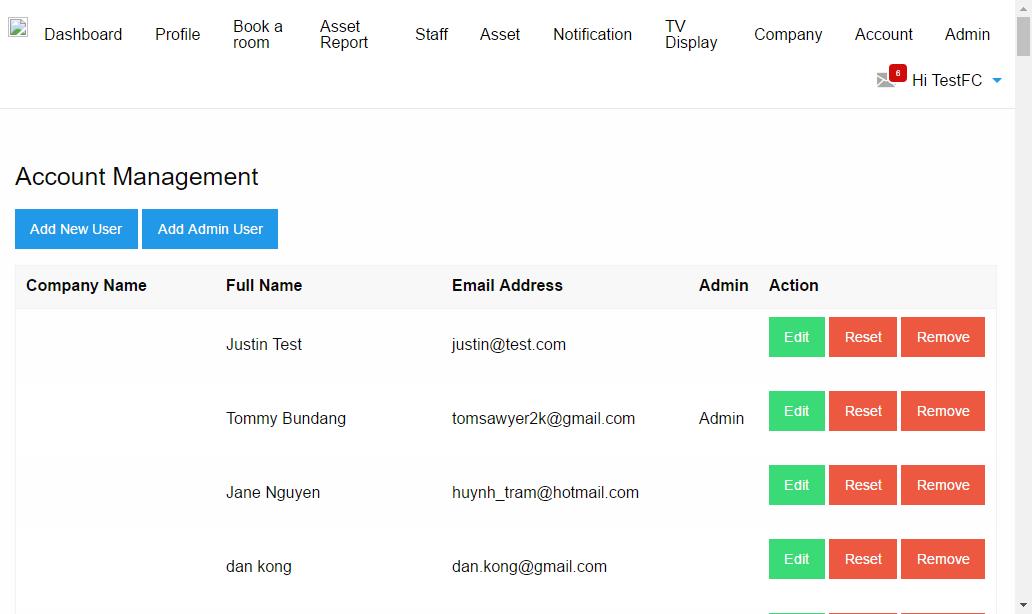 Dashboard Profile Book a room Asset Report Staff Asset Notification TV Display Company Account Admin
6 Hi TestFC
Account Management
Add New User Add Admin User
Company Name Full Name Email Address Admin Action
Justin Test justin@test.com Edit Reset Remove
Tommy Bundang tomsawyer2k@gmail.com Admin Edit Reset Remove
Jane Nguyen huynh_tram@hotmail.com Edit Reset Remove
dan kong dan.kong@gmail.com Edit Reset Remove